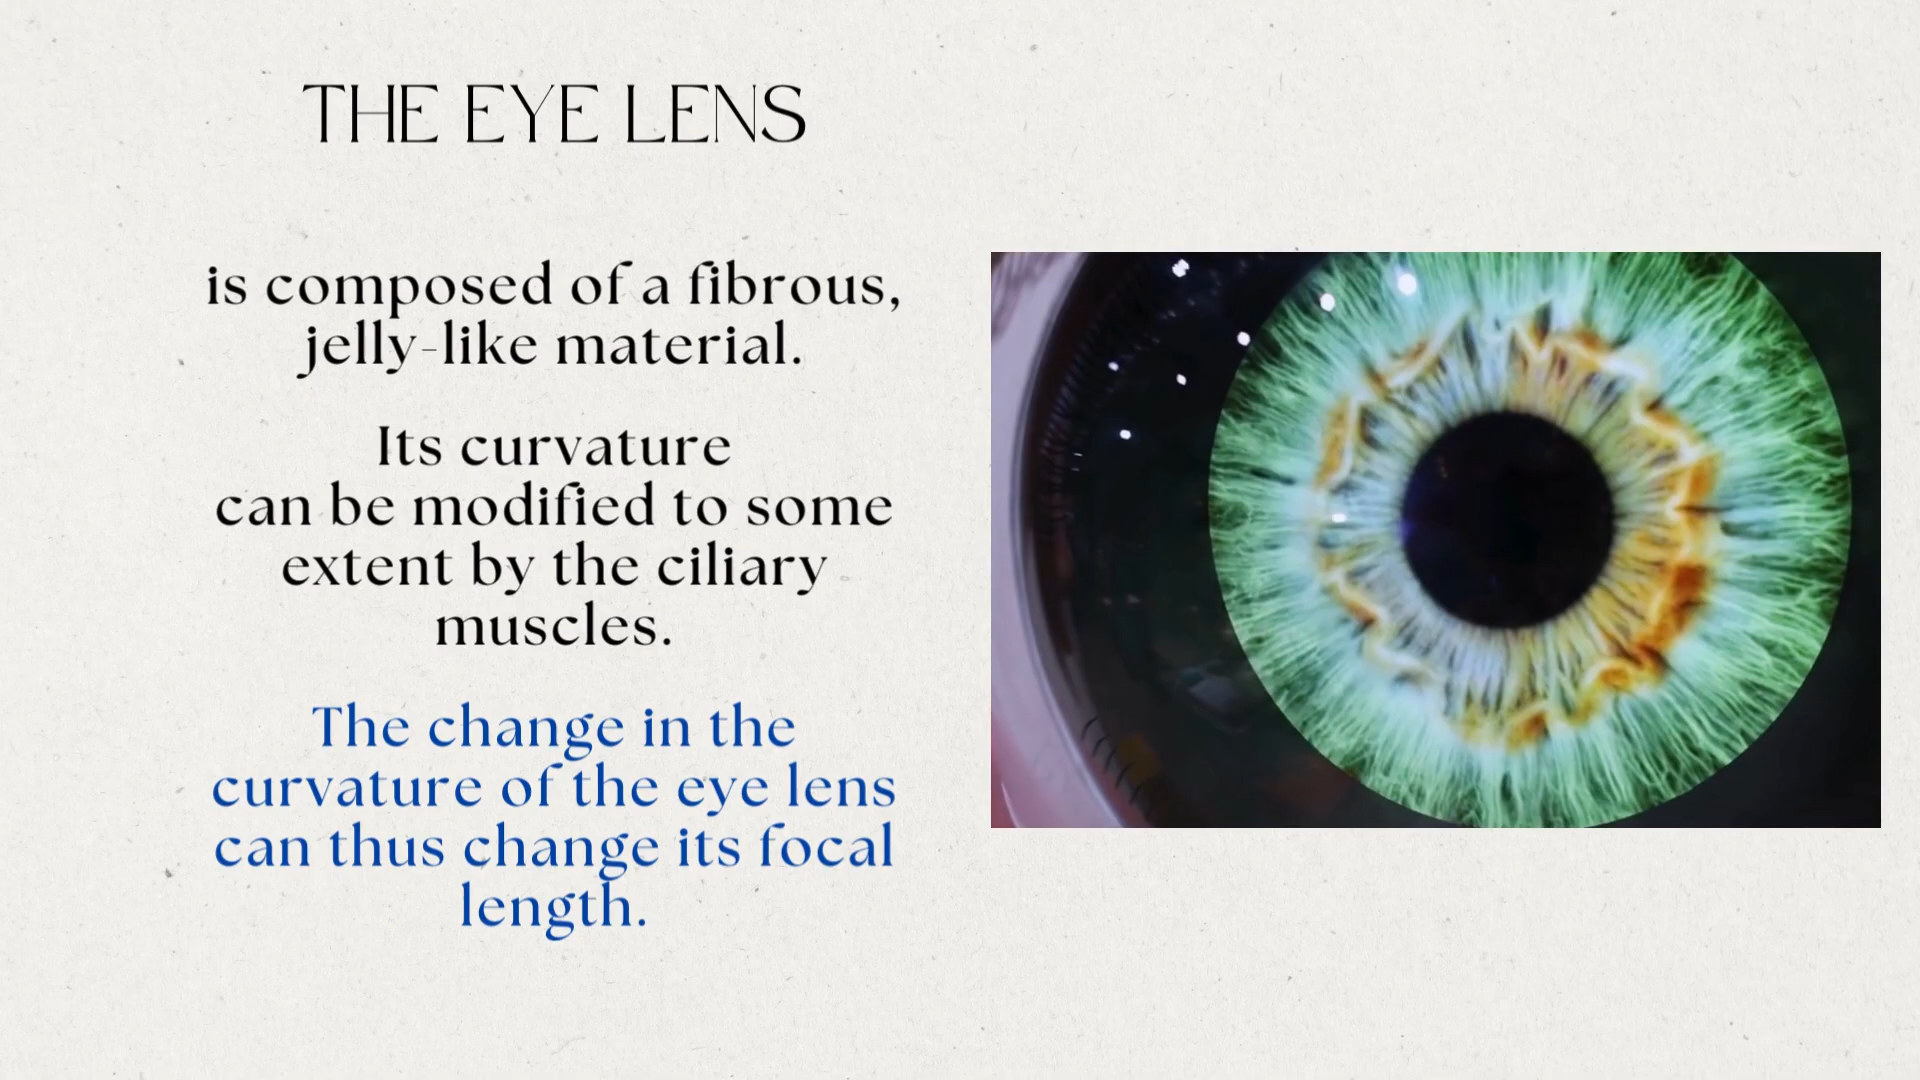 THE EYE LENS
is composed of a fibrous,
jelly-like material.
Its curvature
can be modified to some
extent by the ciliary
muscles.
The change in the
curvature of the eye lens
can thus change its focal
length.